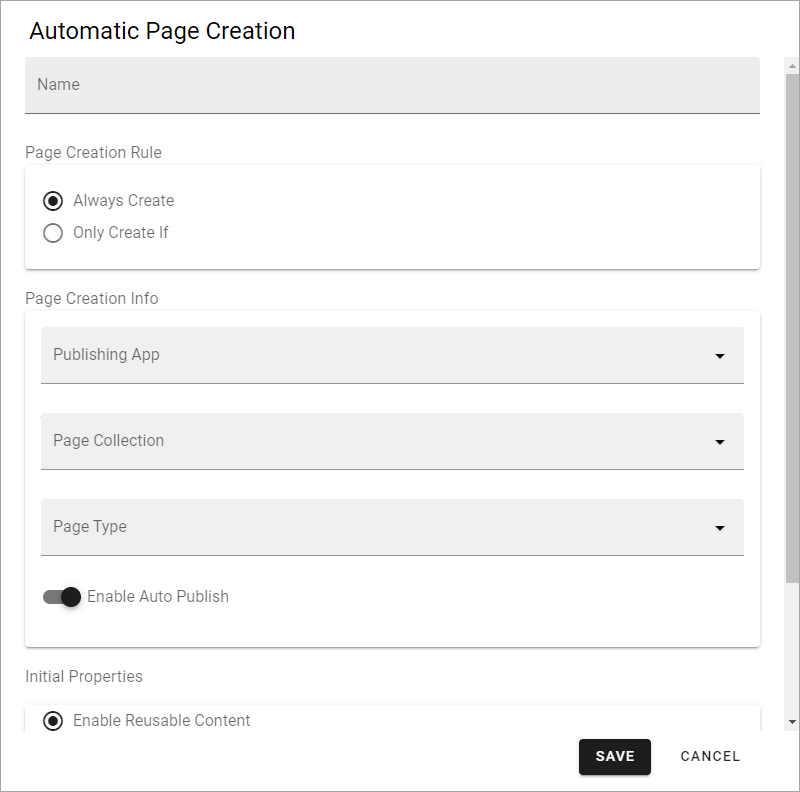 Automatic Page Creation
Name
Page Creation Rule
Always Create
Only Create If
Page Creation Info
Publishing App
Page Collection
Page Type
Enable Auto Publish
Initial Properties
Enable Reusable Content
SAVE CANCEL